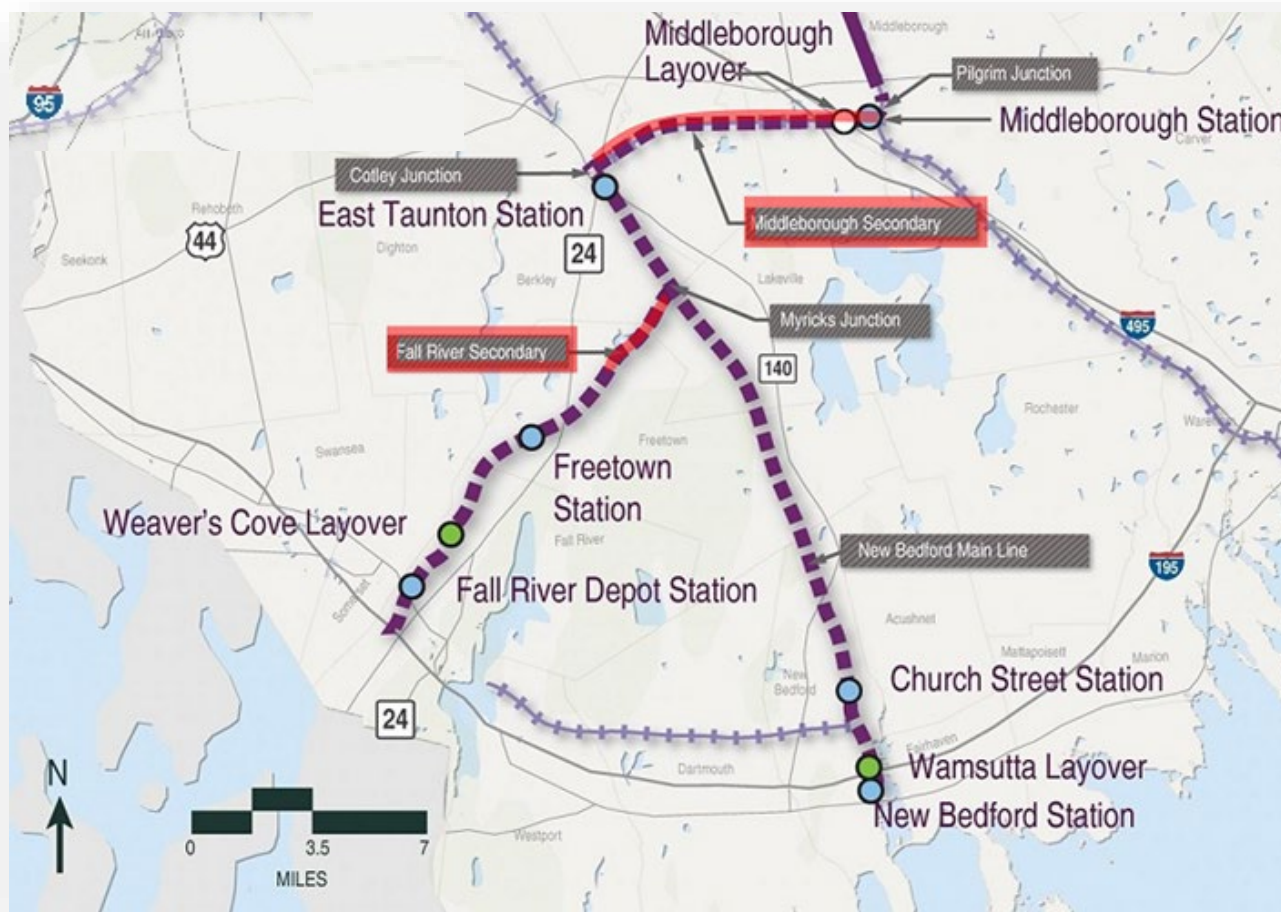 Middleborough
Middleborough
Layover
Pilgrim Junction
95
Middleborough Station
Carver
Cotley Junction
Rehoboth
East Taunton Station
Middleborough Secondary
44
Dighton
24
Seekonk
Berkley
Lakeville
Myricks Junction
495
Fall River Secondary
140
Rochester
Swansea
Freetown
Freetown
Station
Weaver's Cove Layover
Fall River
New Bedford Main Line
195
Fall River Depot Station
Somerset
Acushnet
Mattapoisett
Marion
New
Bedford
Church Street Station
24
Fairhaven
N
Dartmouth
Wamsutta Layover
New Bedford Station
Westport
0
3.5
7
MILES